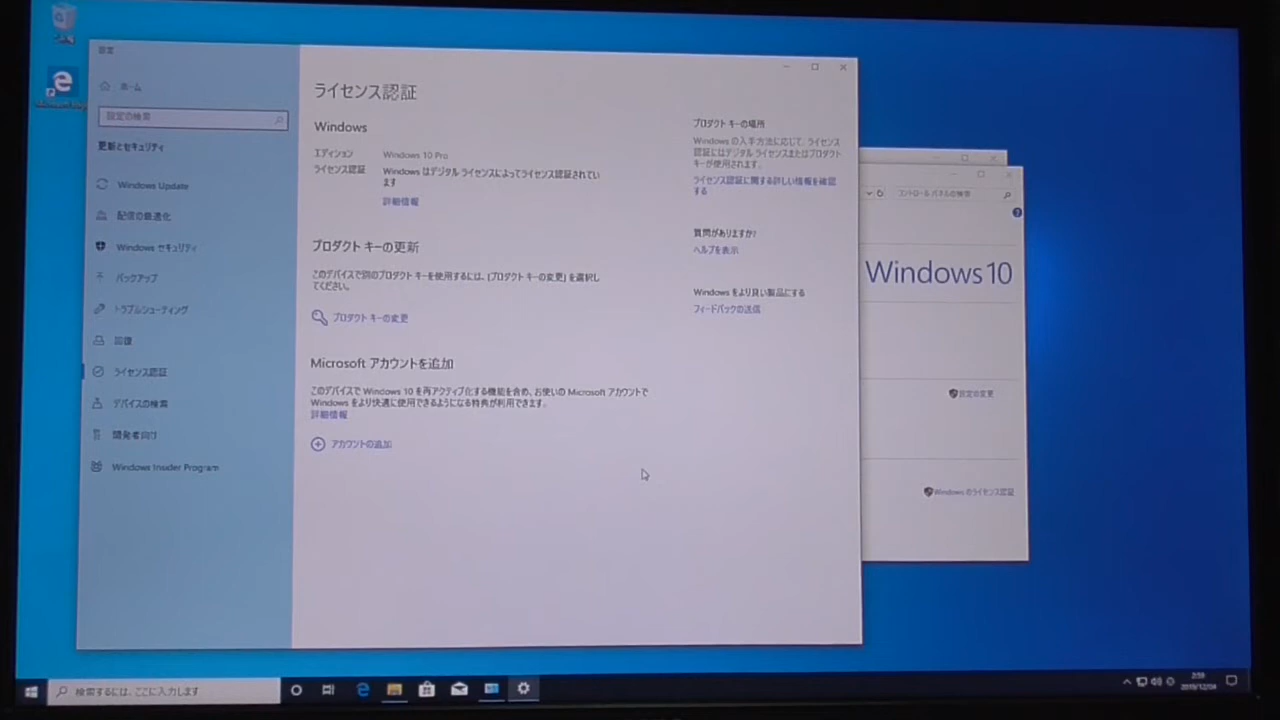 設定
ホーム
設定の検索
更新とセキュリティ
Windows Update
配信の最適化
Windows セキュリティ
バックアップ
トラブルシューティング
回復
ライセンス認証
デバイスの検索
開発者向け
Windows Insider Program
ライセンス認証
Windows
エディション
Windows 10 Pro
ライセンス認証
Windows はデジタル ライセンスによってライセンス認証されてい
ます
詳細情報
プロダクト キーの更新
このデバイスで別のプロダクト キーを使用するには、[プロダクト キーの変更] を選択し
てください。
プロダクト キーの変更
Microsoft アカウントを追加
このデバイスで Windows 10 を再アクティブ化する機能を含め、お使いの Microsoft アカウントで
Windows をより快適に使用できるようになる特典が利用できます。
詳細情報
アカウントの追加
プロダクト キーの場所
Windows の入手方法に応じて、ライセンス
認証にはデジタル ライセンスまたはプロダクト
キーが使用されます。
ライセンス認証に関する詳しい情報を確認
する
質問がありますか?
ヘルプを表示
Windows をより良い製品にする
フィードバックの送信
コントロール パネルの検索
Windows 10
設定の変更
Windows のライセンス認証
検索するには、ここに入力します
2019/12/04